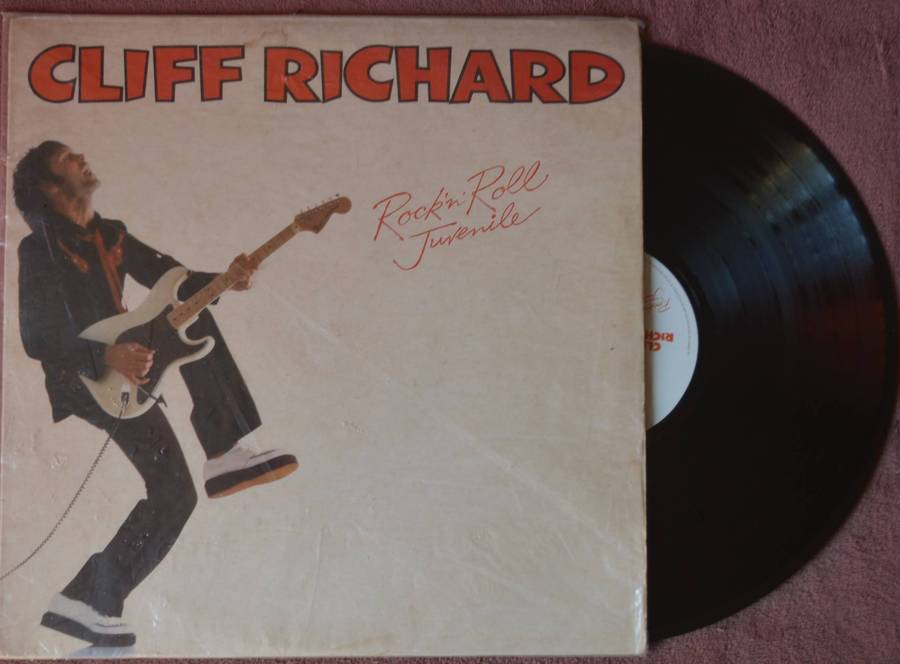 CLIFF RICHARD
Rock 'n' Roll
Juvenile